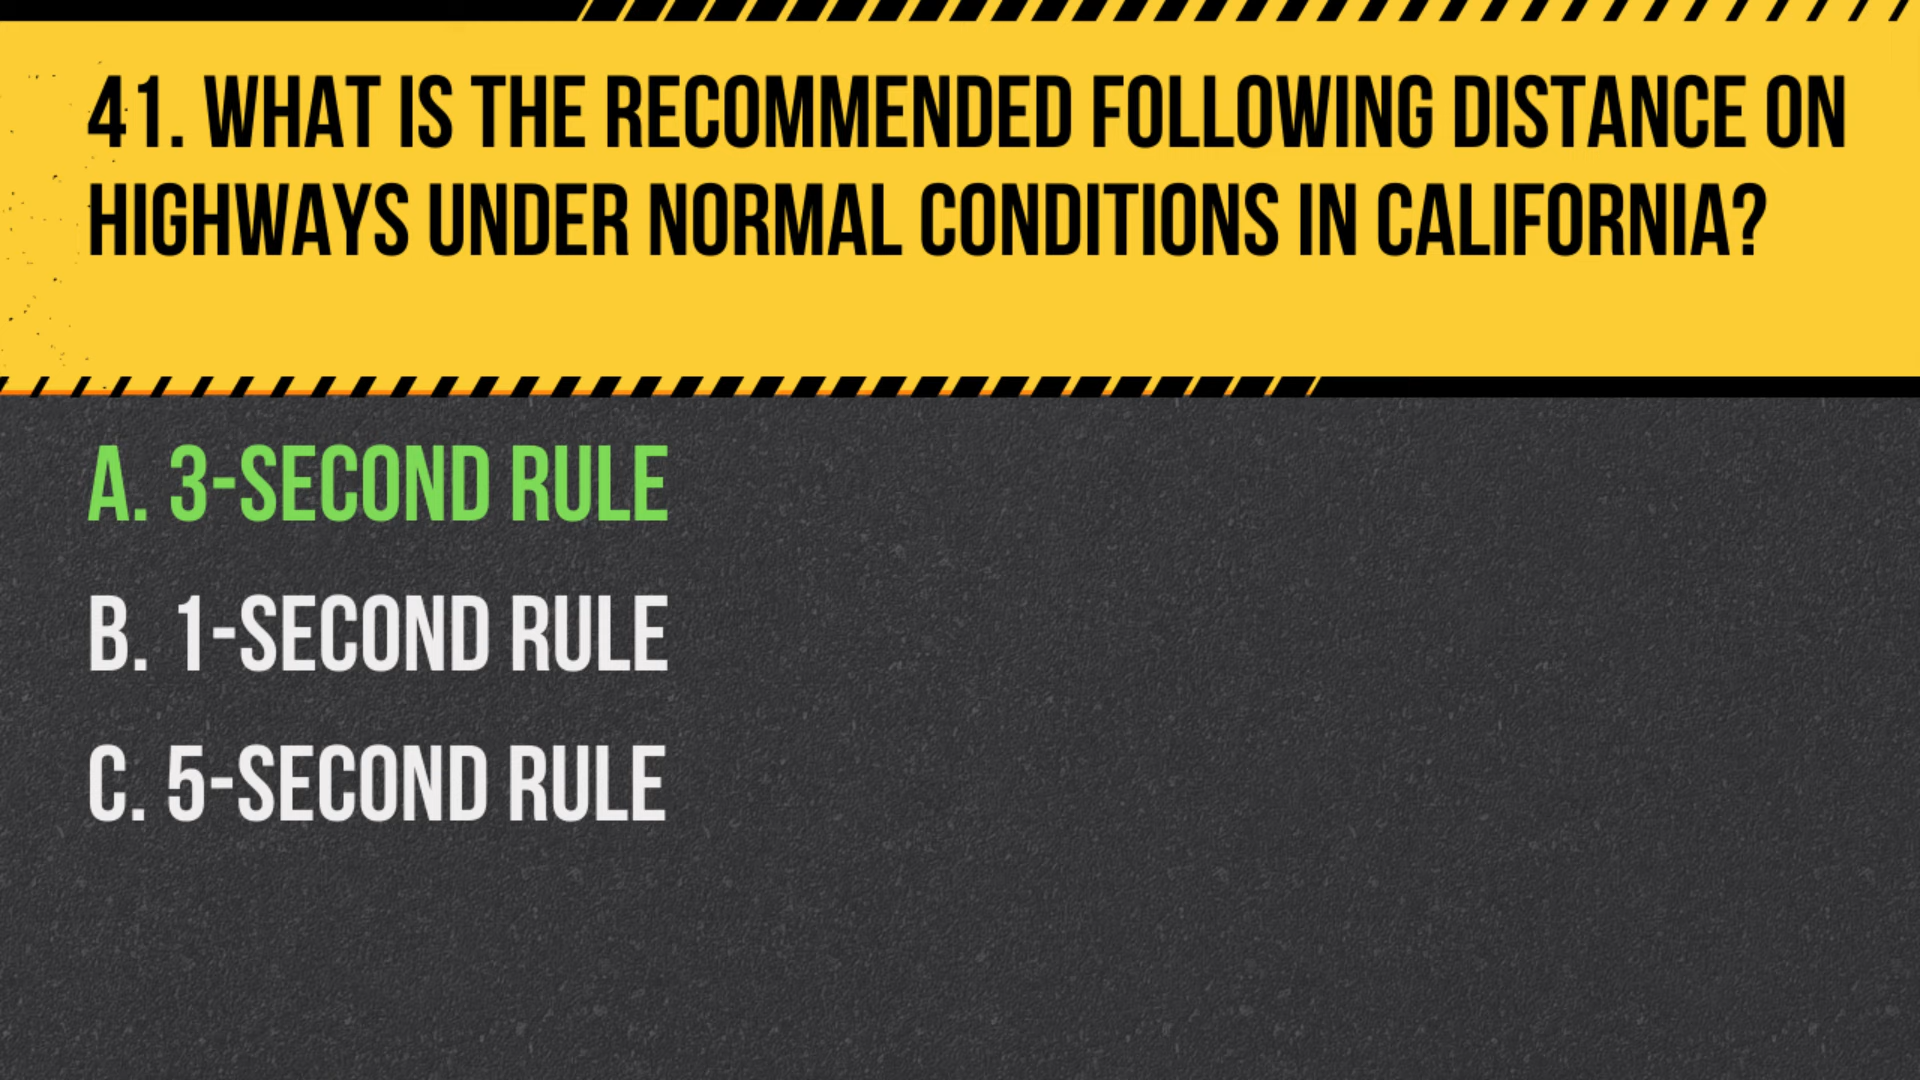 41. WHAT IS THE RECOMMENDED FOLLOWING DISTANCE ON
HIGHWAYS UNDER NORMAL CONDITIONS IN CALIFORNIA?
A. 3-SECOND RULE
B. 1-SECOND RULE
C. 5-SECOND RULE